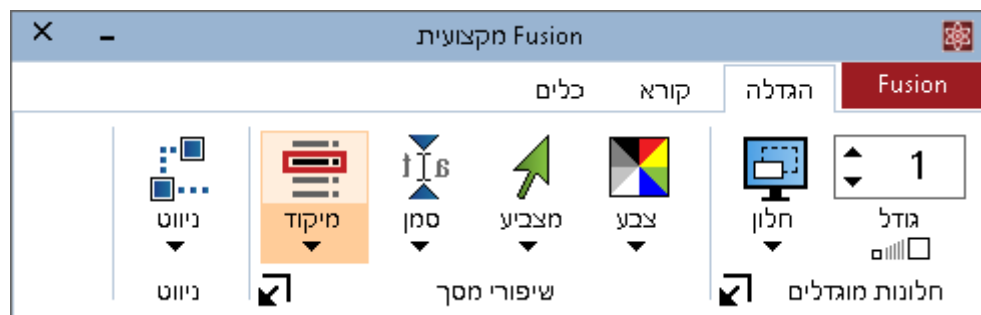 Fusion מקצועית
Fusion הגדלה קורא כלים
1
גודל חלון צבע מצביע סמן מיקוד ניווט
חלונות מוגדלים שיפורי מסך ניווט